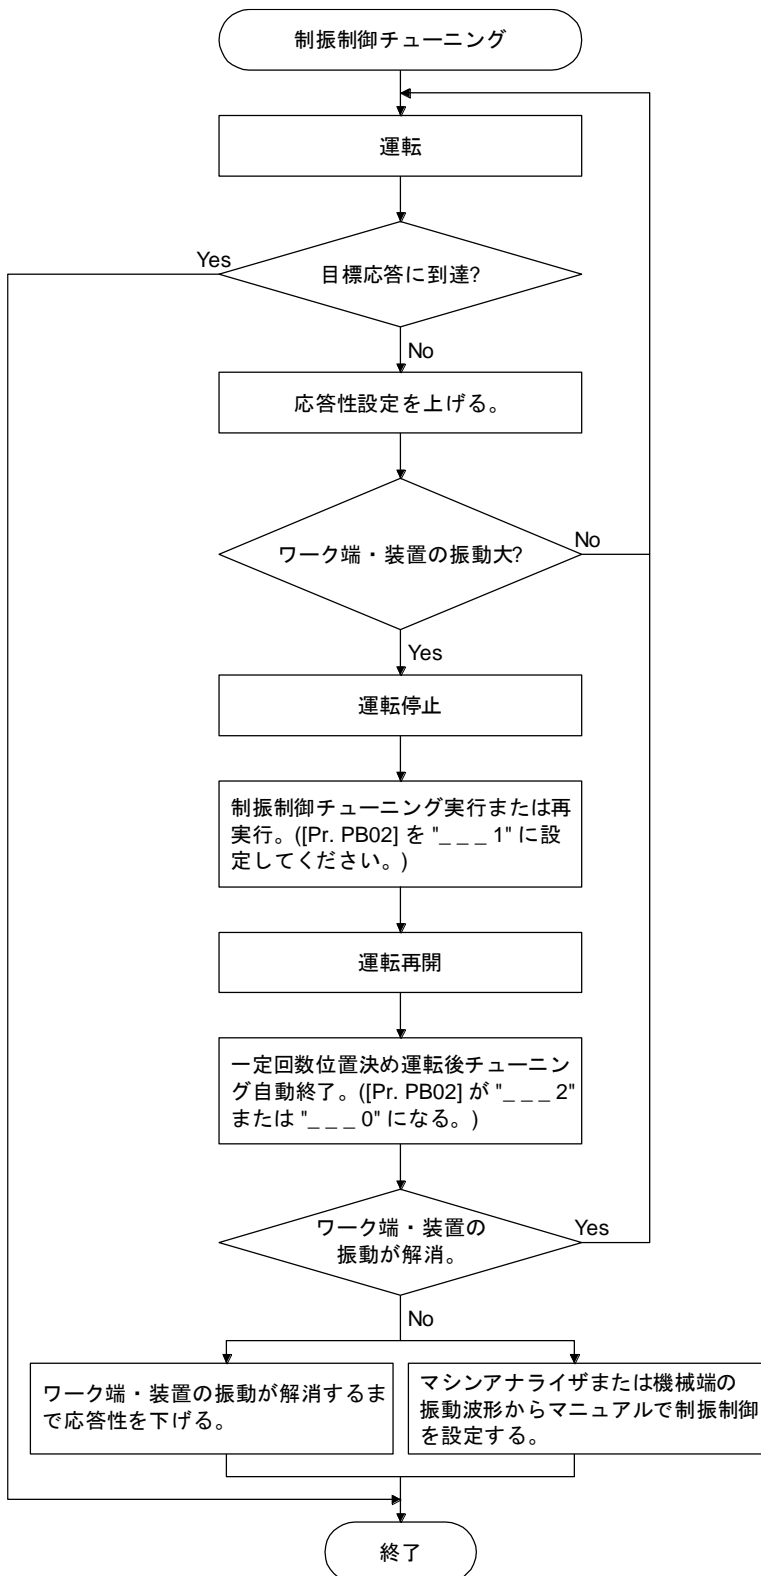 制振制御チューニング
運転
Yes
目標応答に到達?
No
応答性設定を上げる。
ワーク端・装置の振動大?
No
Yes
運転停止
制振制御チューニング実行または再
実行。([Pr. PB02] を "_ _ _ 1" に設
定してください。)
運転再開
一定回数位置決め運転後チューニン
グ自動終了。([Pr. PB02] が "_ _ _ 2"
または "_ _ _ 0" になる。)
ワーク端・装置の
振動が解消。
Yes
No
ワーク端・装置の振動が解消するま
で応答性を下げる。
マシンアナライザまたは機械端の
振動波形からマニュアルで制振制御
を設定する。
終了